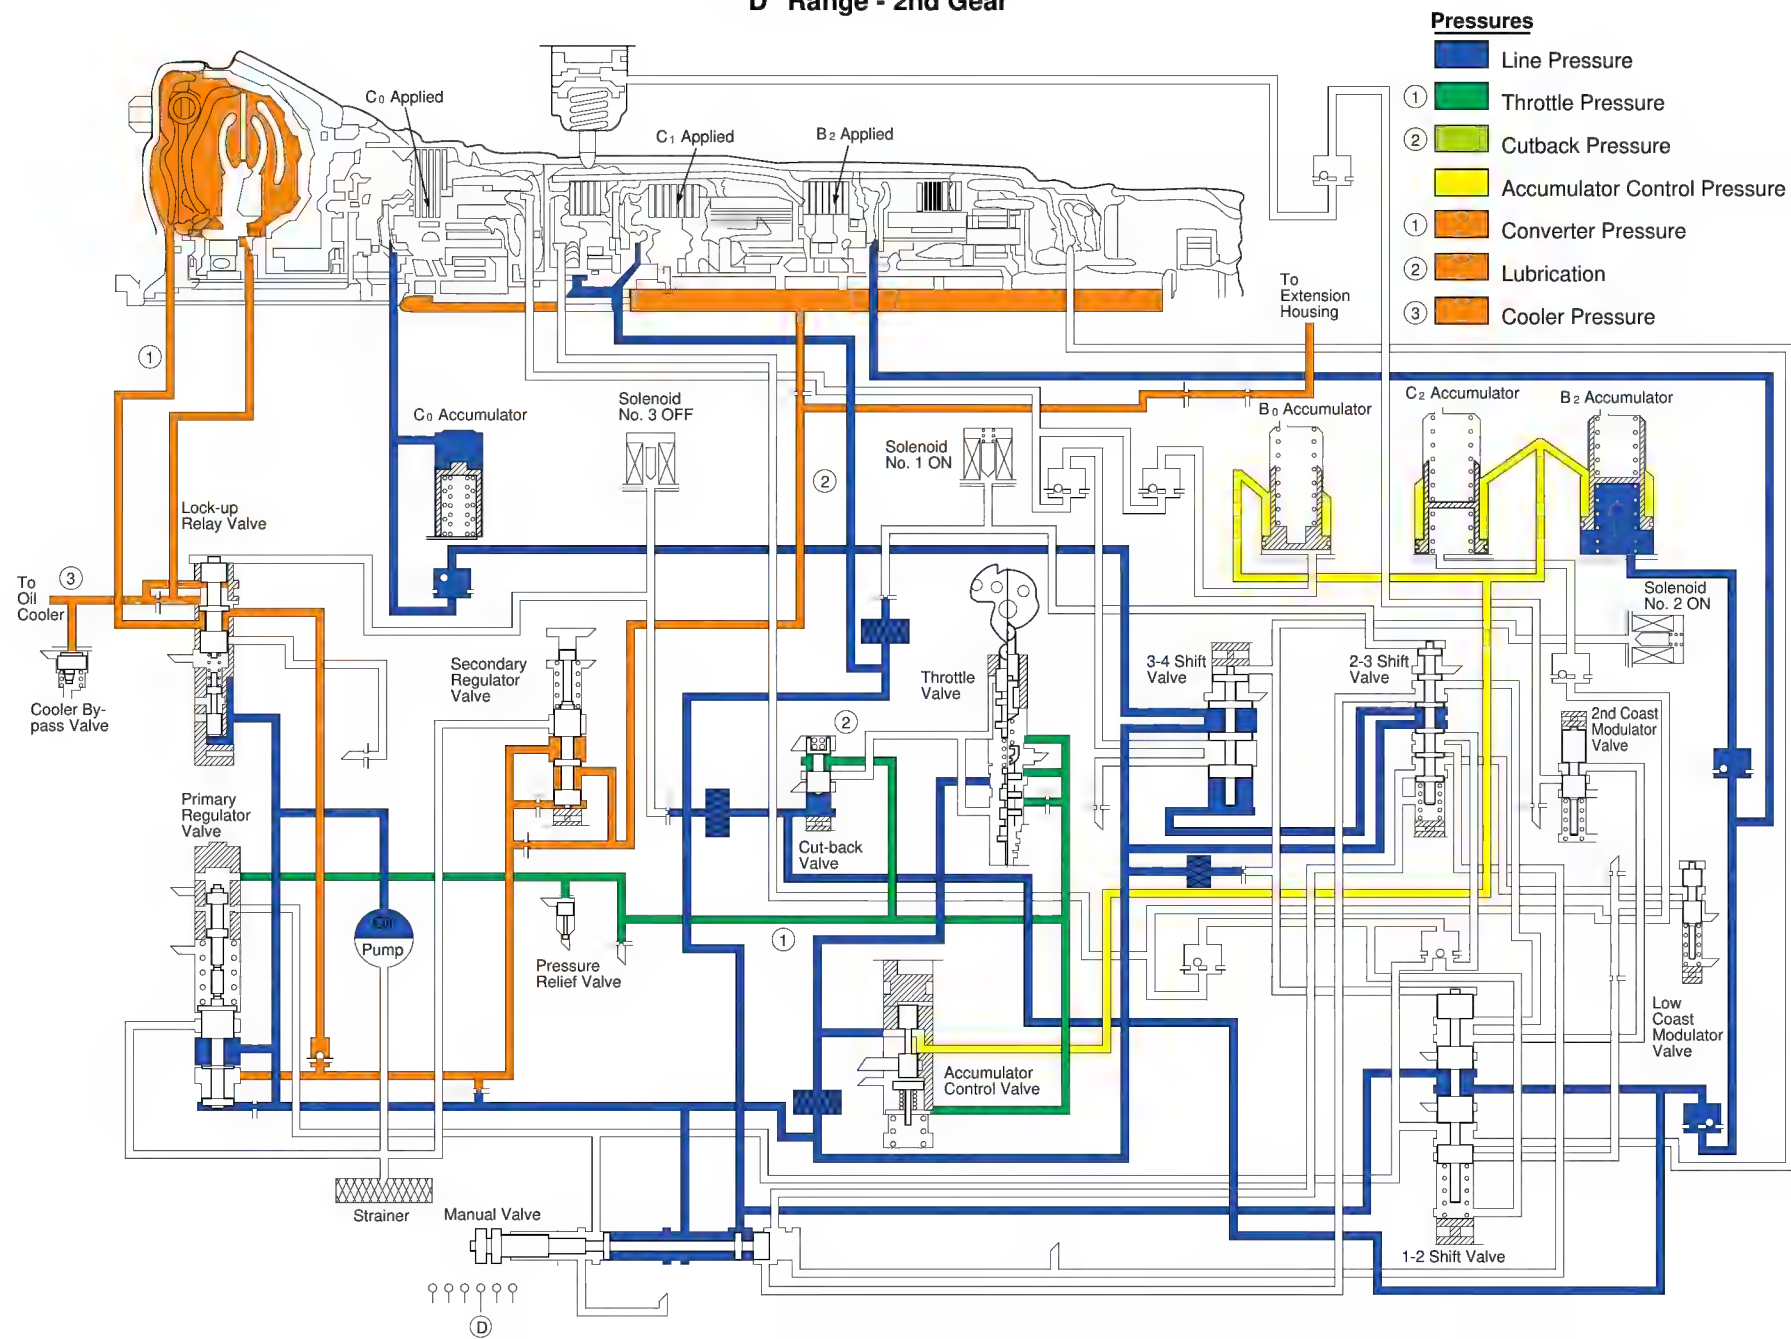 D" Range - 2nd Gear
Pressures
Line Pressure
1 Throttle Pressure
2 Cutback Pressure
Accumulator Control Pressure
1 Converter Pressure
2 Lubrication
3 Cooler Pressure
C0 Applied
C1 Applied
B2 Applied
To
Extension
Housing
1
C0 Accumulator
Solenoid
No. 3 OFF
Solenoid
No. 1 ON
B0 Accumulator
C2 Accumulator
B2 Accumulator
2
Lock-up
Relay Valve
To
Oil
Cooler
3
Solenoid
No. 2 ON
Cooler By-
pass Valve
Secondary
Regulator
Valve
Throttle
Valve
3-4 Shift
Valve
2-3 Shift
Valve
2
2nd Coast
Modulator
Valve
Primary
Regulator
Valve
Cut-back
Valve
Pump
1
Pressure
Relief Valve
Low
Coast
Modulator
Valve
Accumulator
Control Valve
Strainer
Manual Valve
1-2 Shift Valve
D